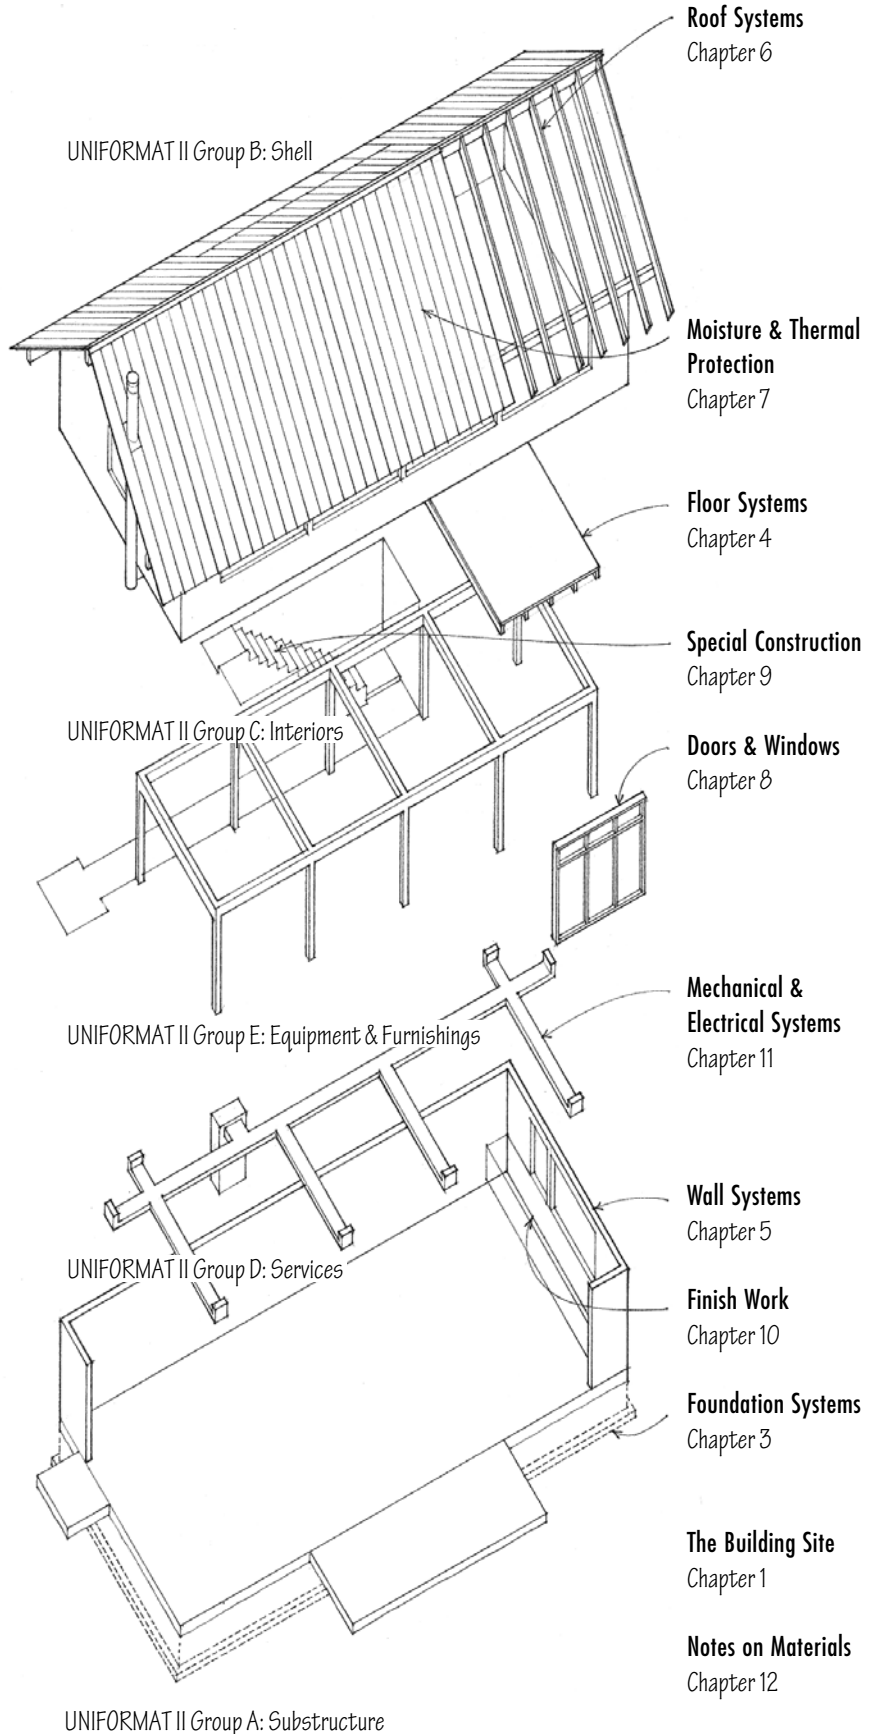 Roof Systems
Chapter 6
UNIFORMAT II Group B: Shell
Moisture & Thermal
Protection
Chapter 7
Floor Systems
Chapter 4
Special Construction
Chapter 9
UNIFORMAT II Group C: Interiors
Doors & Windows
Chapter 8
Mechanical &
Electrical Systems
Chapter 11
UNIFORMAT II Group E: Equipment & Furnishings
Wall Systems
Chapter 5
UNIFORMAT II Group D: Services
Finish Work
Chapter 10
Foundation Systems
Chapter 3
The Building Site
Chapter 1
Notes on Materials
Chapter 12
UNIFORMAT II Group A: Substructure